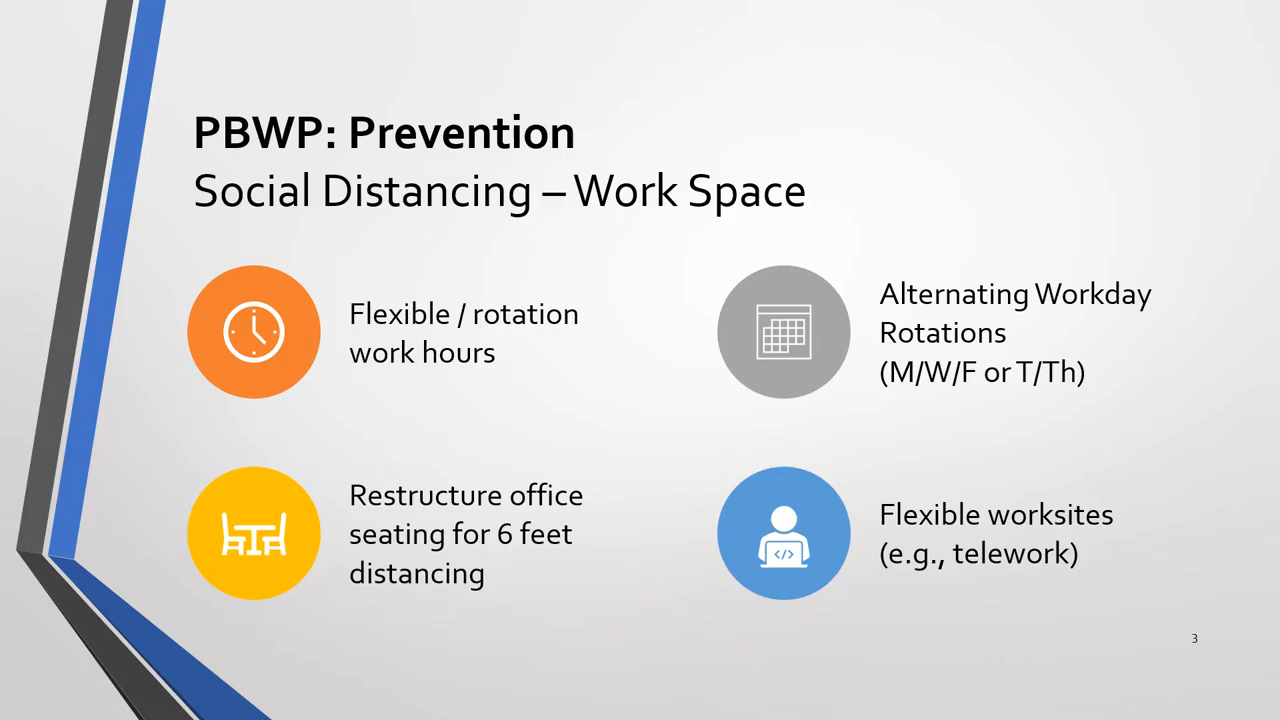 PBWP: Prevention
Social Distancing – Work Space
Flexible / rotation
work hours
Alternating Workday
Rotations
(M/W/F or T/Th)
Restructure office
seating for 6 feet
distancing
Flexible worksites
(e.g., telework)
</>
3